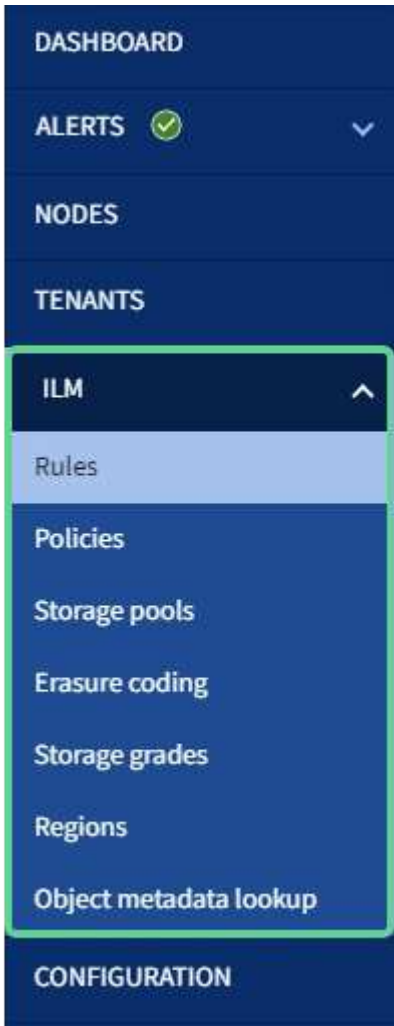 DASHBOARD
ALERTS
NODES
TENANTS
ILM
Rules
Policies
Storage pools
Erasure coding
Storage grades
Regions
Object metadata lookup
CONFIGURATION